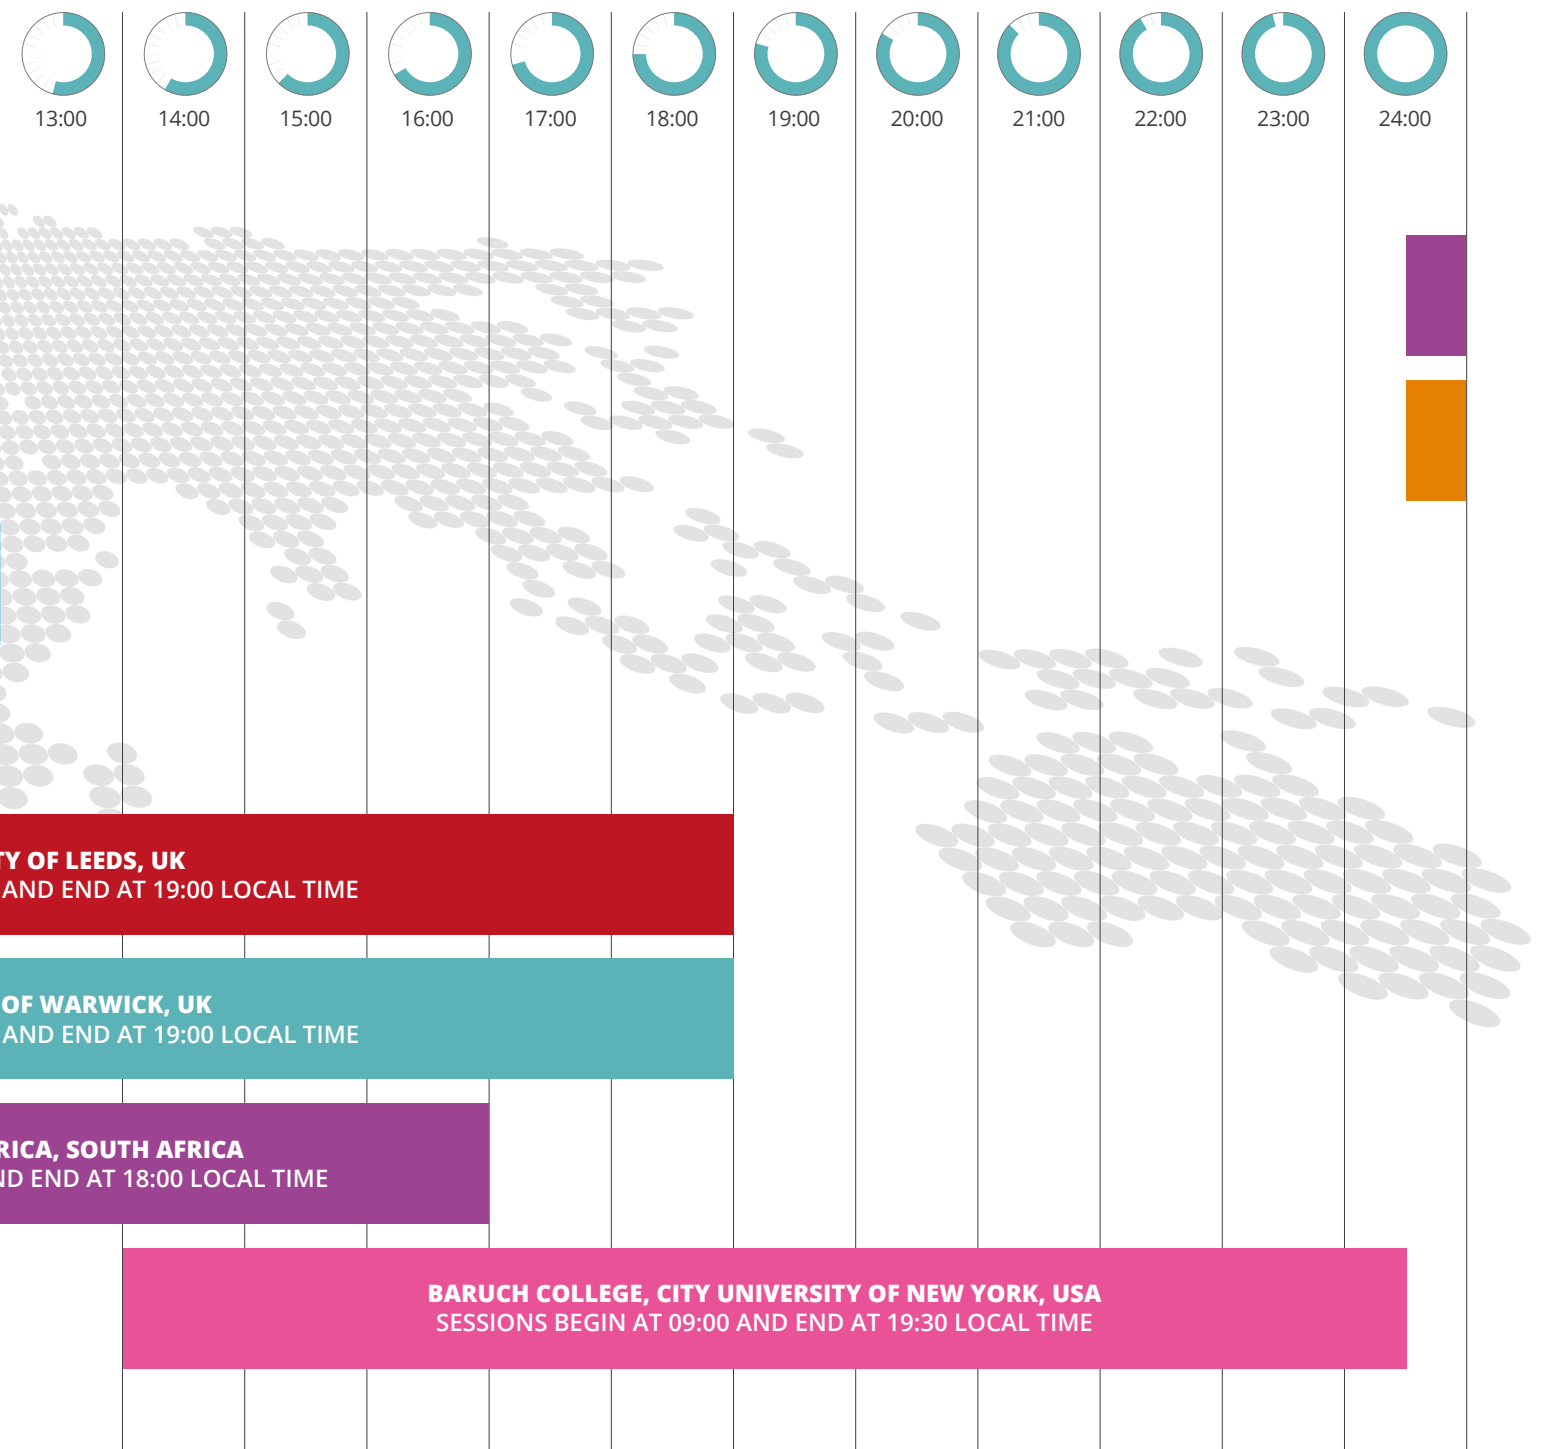 13:00 14:00 15:00 16:00 17:00 18:00 19:00 20:00 21:00 22:00 23:00 24:00
TY OF LEEDS, UK
AND END AT 19:00 LOCAL TIME
OF WARWICK, UK
AND END AT 19:00 LOCAL TIME
RICA, SOUTH AFRICA
ND END AT 18:00 LOCAL TIME
BARUCH COLLEGE, CITY UNIVERSITY OF NEW YORK, USA
SESSIONS BEGIN AT 09:00 AND END AT 19:30 LOCAL TIME